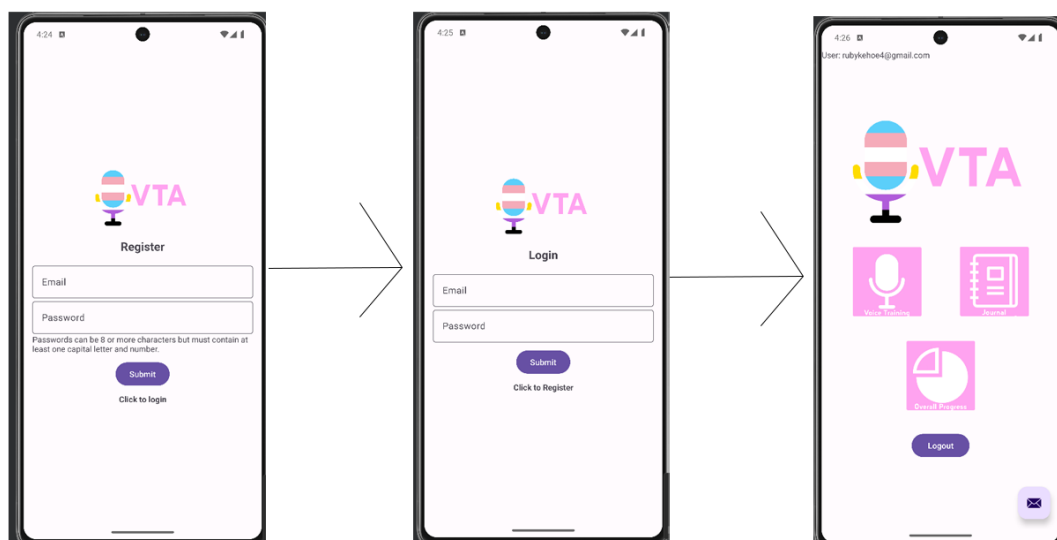 4:24
VTA
Register
Email
Password
Passwords can be 8 or more characters but must contain at
least one capital letter and number.
Submit
Click to login
4:25
VTA
Login
Email
Password
Submit
Click to Register
4:26
User: rubykehoe4@gmail.com
VTA
Voice Training
Journal
Overall Progress
Logout